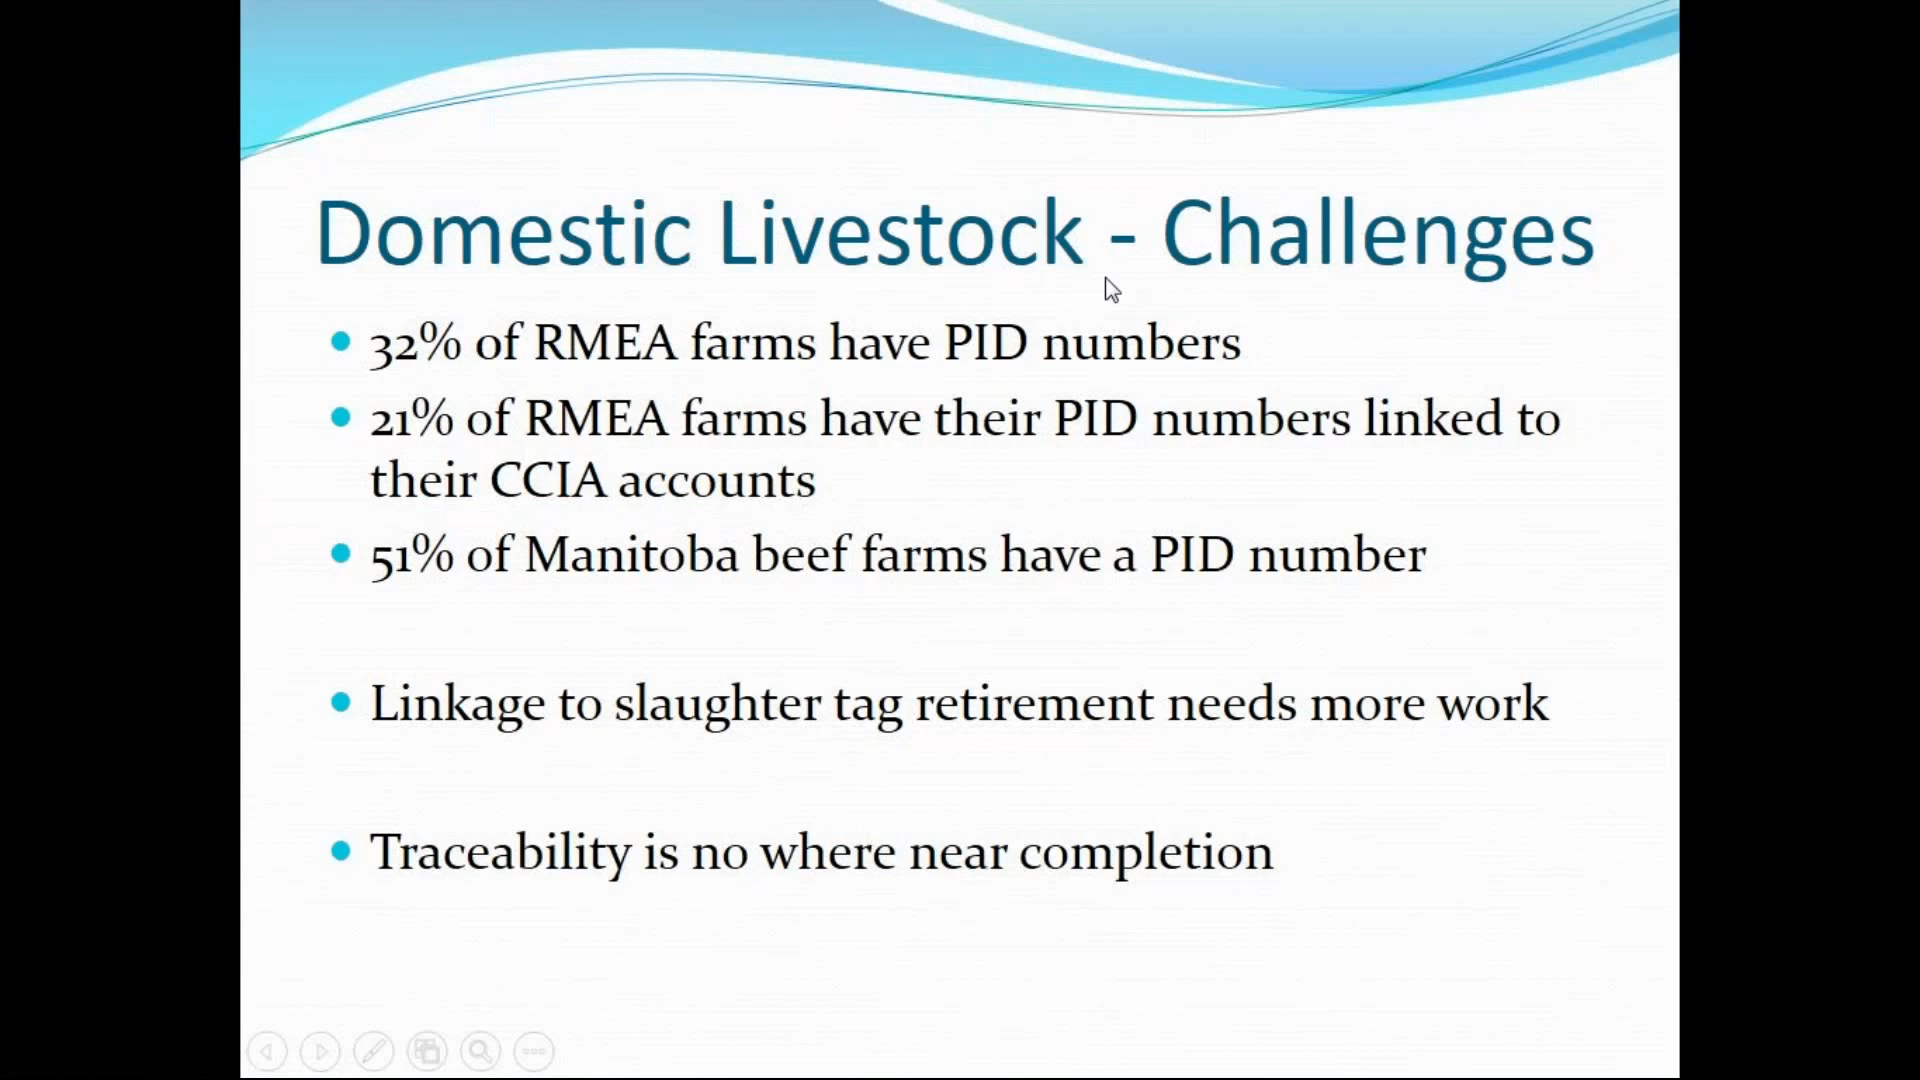 Domestic Livestock - Challenges
32% of RMEA farms have PID numbers
21% of RMEA farms have their PID numbers linked to
their CCIA accounts
51% of Manitoba beef farms have a PID number
Linkage to slaughter tag retirement needs more work
Traceability is no where near completion